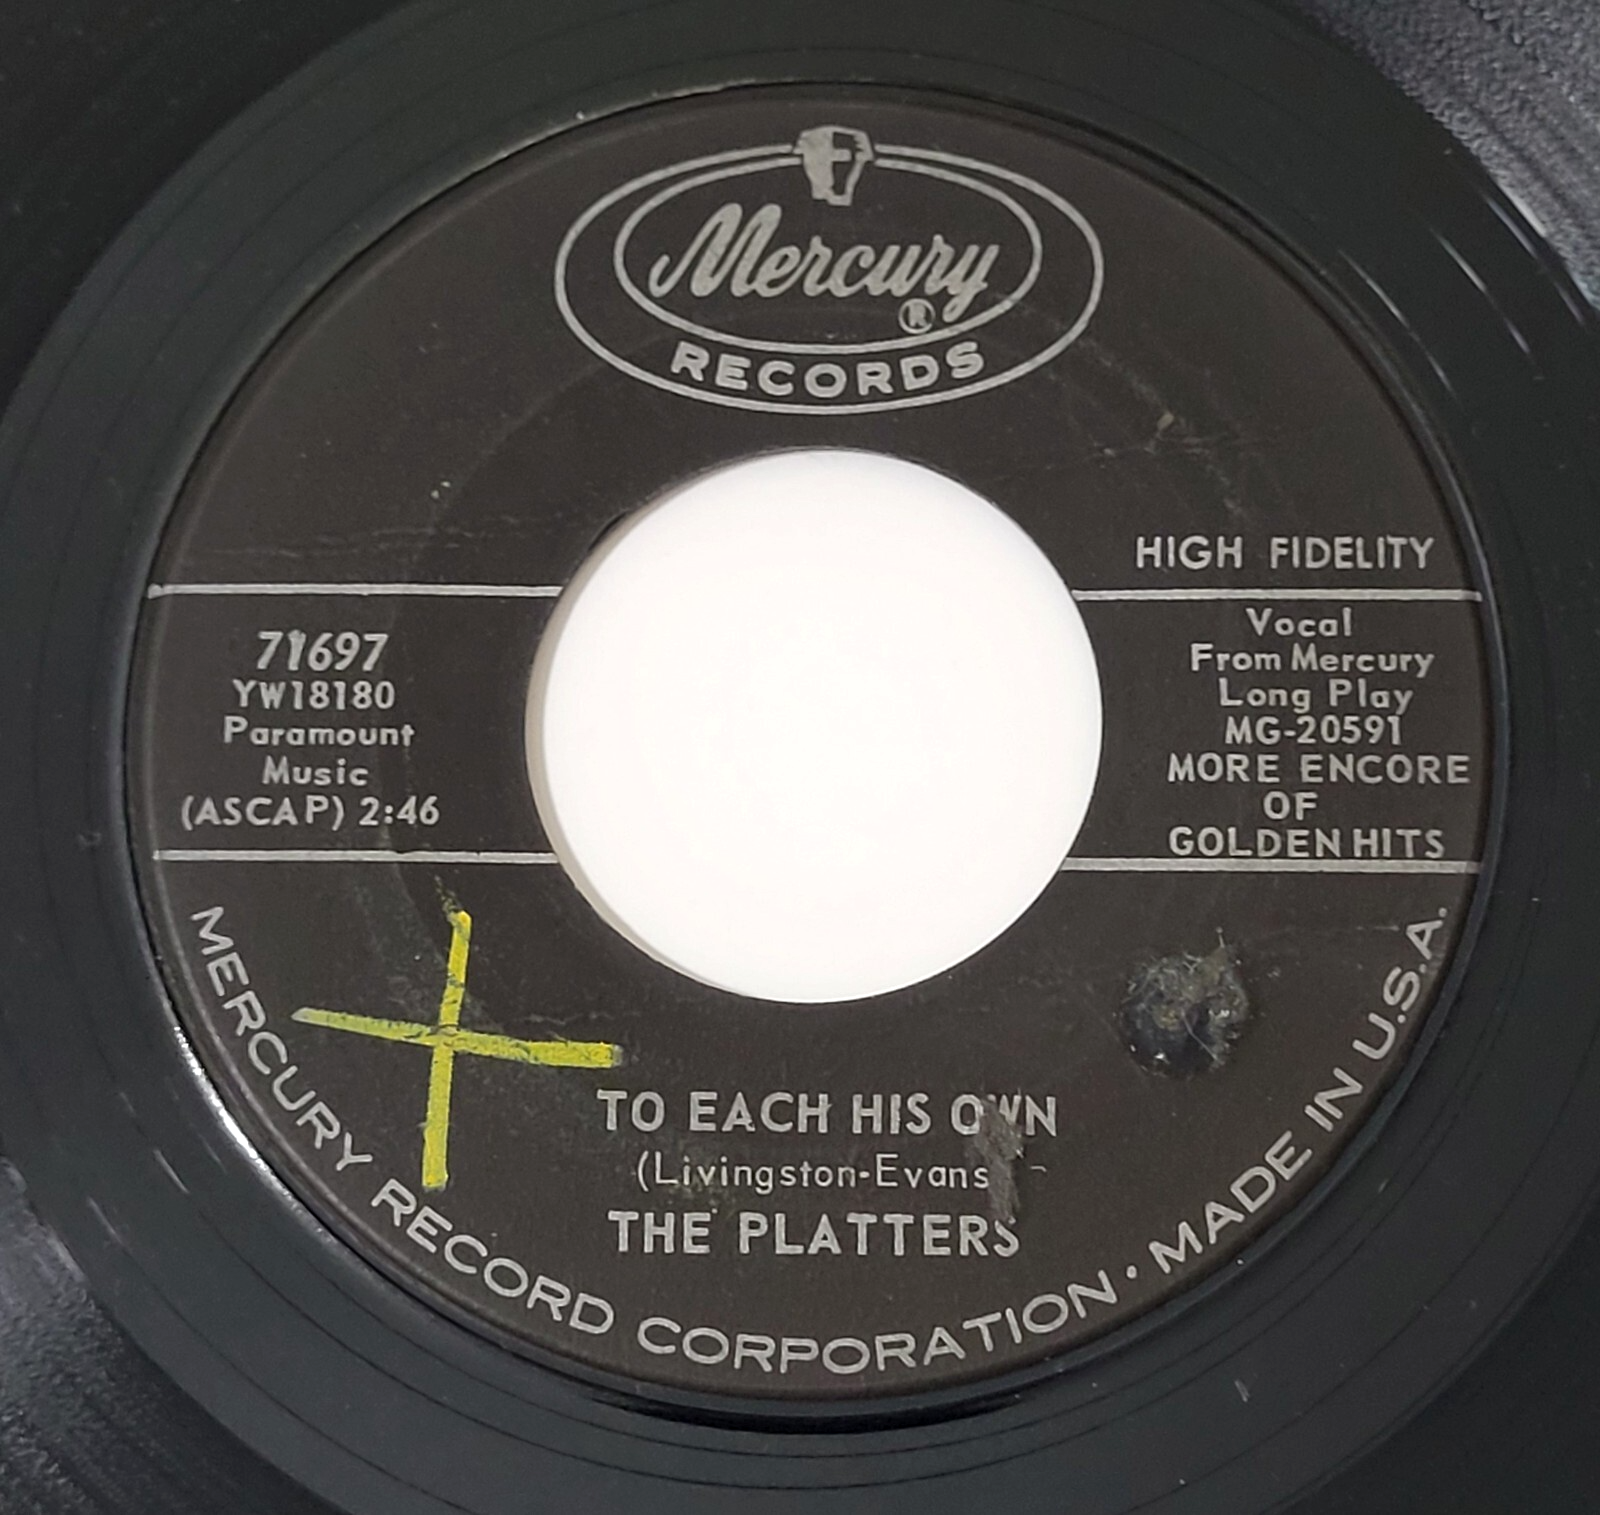 Mercury
®
RECORDS
HIGH FIDELITY
71697
YW18180
Paramount
Music
(ASCAP) 2:46
Vocal
From Mercury
Long Play
MG-20591
MORE ENCORE
OF
GOLDEN HITS
TO EACH HIS OWN
(Livingston-Evans
THE PLATTERS
MERCURY RECORD CORPORATION • MADE IN U.S.A.